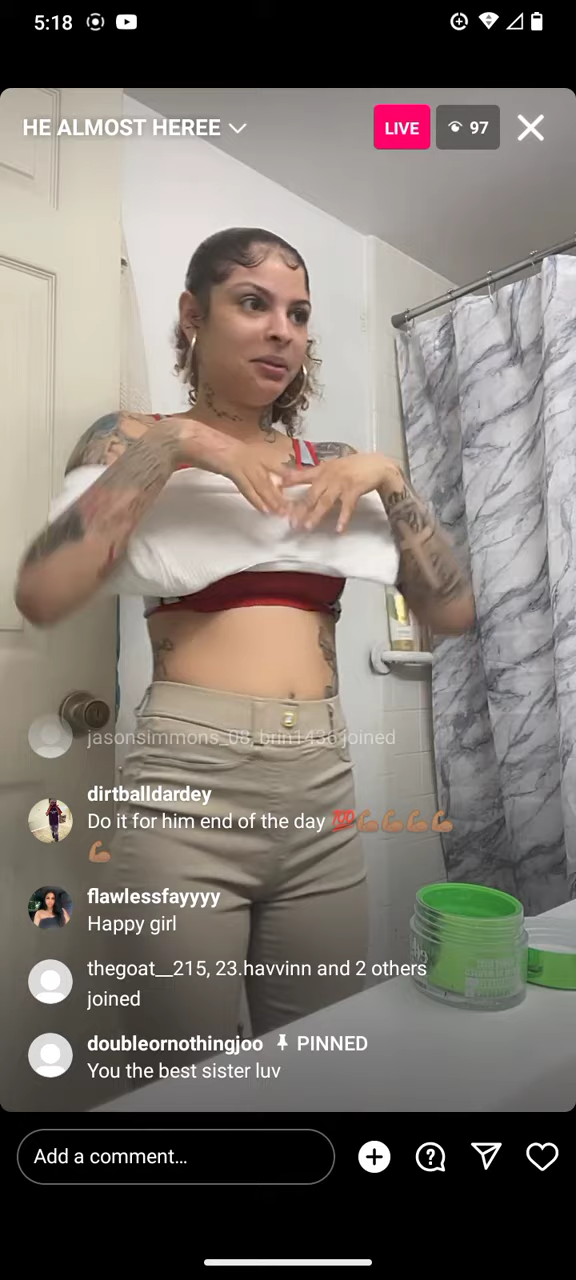 5:18
HE ALMOST HEREE
LIVE
97
jasonsimmons_08, brin1436 joined
dirtballdardey
Do it for him end of the day 💯💪🏽💪🏽💪🏽💪🏽
💪🏽
flawlessfayyyy
Happy girl
thegoat__215, 23.havvinn and 2 others
joined
doubleornothingjoo PINNED
You the best sister luv
Add a comment…